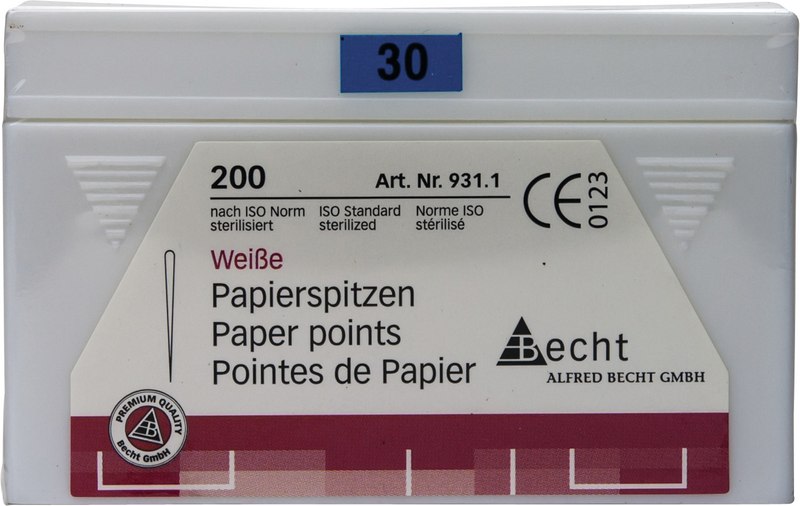 30
200 Art. Nr. 931.1
nach ISO Norm sterilisiert
ISO Standard sterilized
Norme ISO stérilisé
CE 0123
Weiße
Papierspitzen
Paper points
Pointes de Papier
Becht
ALFRED BECHT GMBH
PREMIUM QUALITY
B
Becht GmbH